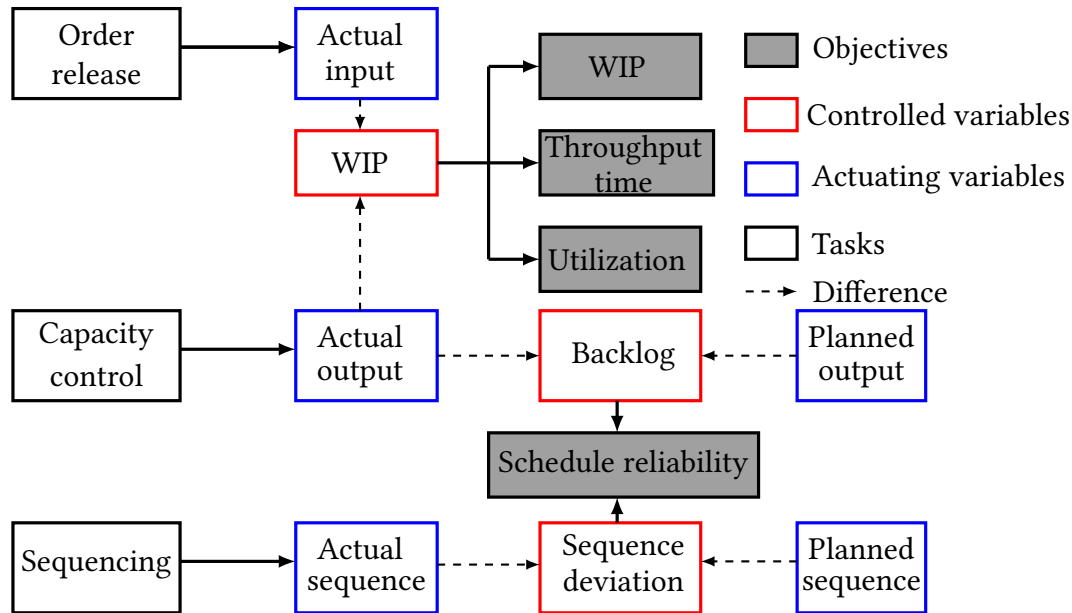 Order
release
Actual
input
WIP
Objectives
Controlled variables
WIP
Throughput
time
Actuating variables
Utilization
Tasks
Difference
Capacity
control
Actual
output
Backlog
Planned
output
Schedule reliability
Sequencing
Actual
sequence
Sequence
deviation
Planned
sequence